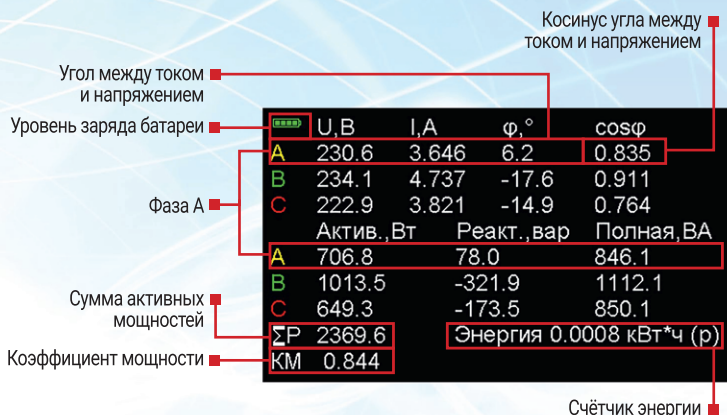 Косинус угла между
током и напряжением
Угол между током
и напряжением
Уровень заряда батареи
U,В I,А φ,° cosφ
A 230.6 3.646 6.2 0.835
B 234.1 4.737 -17.6 0.911
Фаза А
C 222.9 3.821 -14.9 0.764
Актив.,Вт Реакт.,вар Полная,ВА
A 706.8 78.0 846.1
B 1013.5 -321.9 1112.1
Сумма активных
мощностей
C 649.3 -173.5 850.1
ΣP 2369.6 Энергия 0.0008 кВт*ч (р)
Коэффициент мощности
КМ 0.844
Счётчик энергии